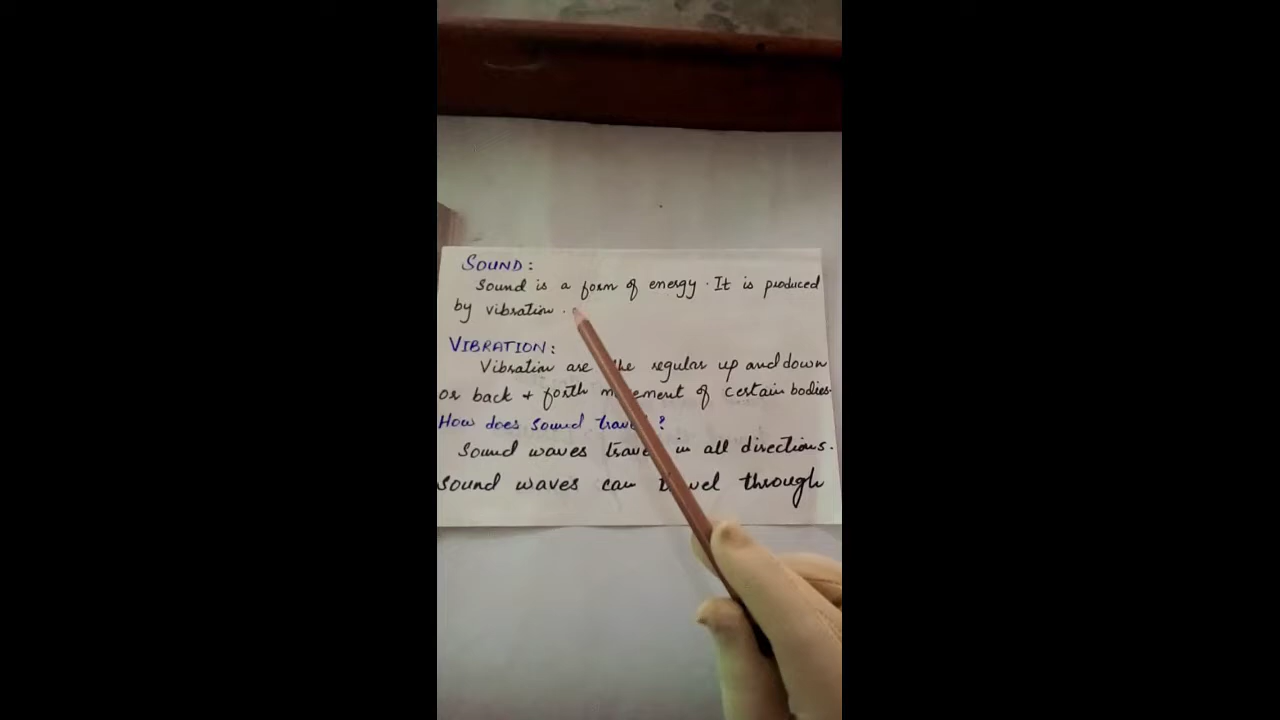 SOUND:
Sound is a form of energy. It is produced
by vibration.
VIBRATION:
Vibration are the regular up and down
or back + forth movement of certain bodies.
How does sound travel?
Sound waves travel in all directions.
Sound waves can travel through